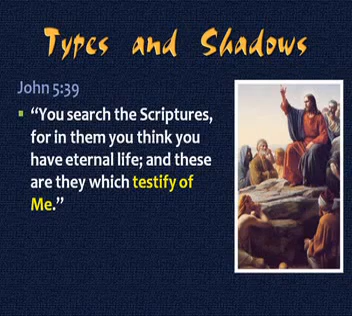 Types and Shadows
John 5:39
“You search the Scriptures,
for in them you think you
have eternal life; and these
are they which testify of
Me.”